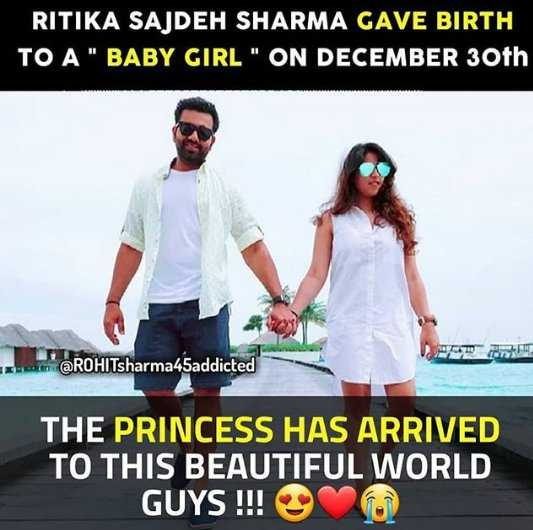 RITIKA SAJDEH SHARMA GAVE BIRTH
TO A " BABY GIRL " ON DECEMBER 30th
@ROHITsharma45addicted
THE PRINCESS HAS ARRIVED
TO THIS BEAUTIFUL WORLD
GUYS !!! 😍❤️😭